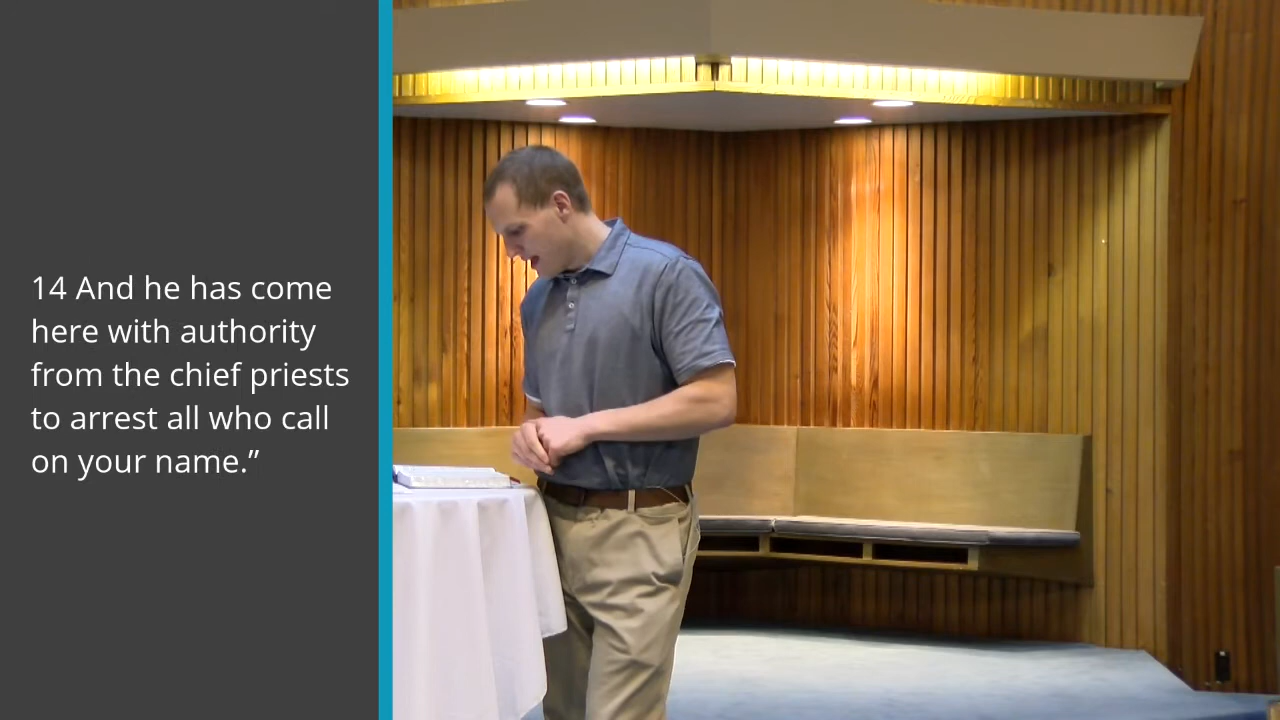 14 And he has come
here with authority
from the chief priests
to arrest all who call
on your name.”